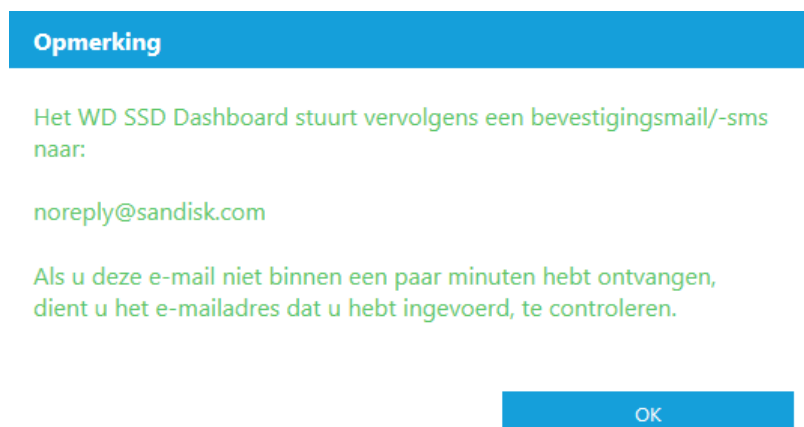 Opmerking
Het WD SSD Dashboard stuurt vervolgens een bevestigingsmail/-sms
naar:
noreply@sandisk.com
Als u deze e-mail niet binnen een paar minuten hebt ontvangen,
dient u het e-mailadres dat u hebt ingevoerd, te controleren.
OK